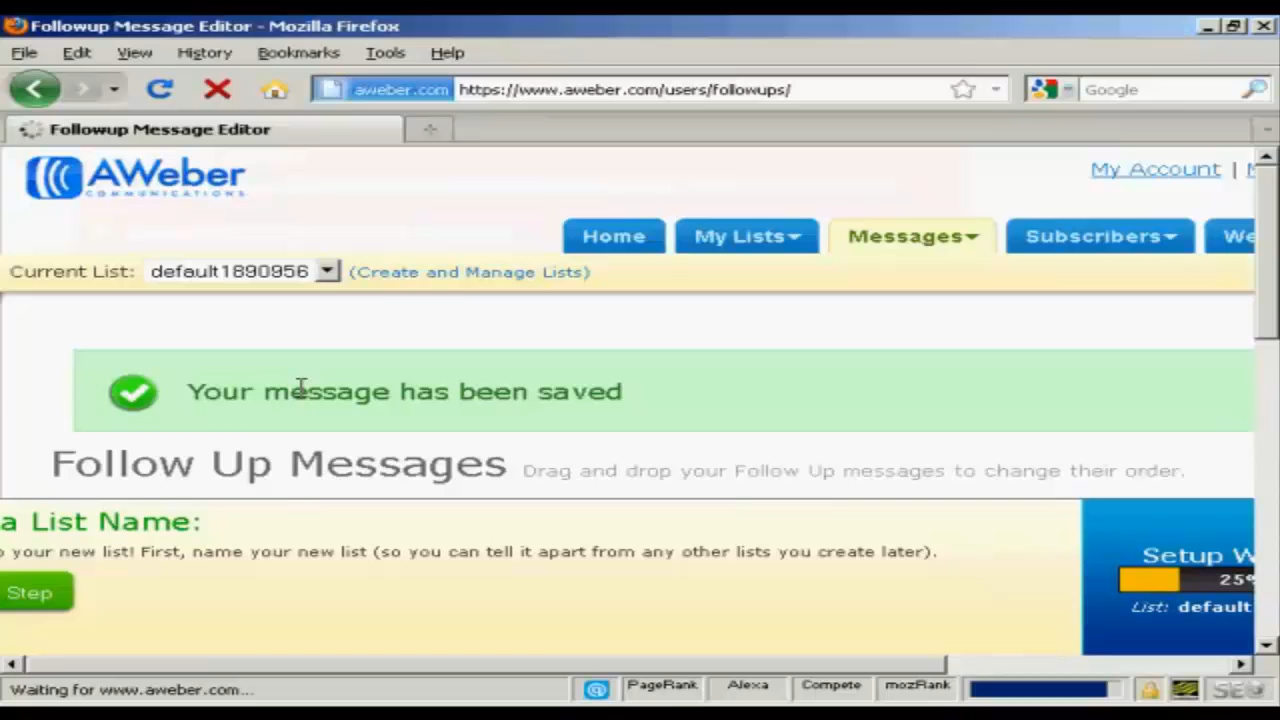 Followup Message Editor - Mozilla Firefox
File Edit View History Bookmarks Tools Help
aweber.com https://www.aweber.com/users/followups/ Google
Followup Message Editor
AWeber
COMMUNICATIONS
My Account |
Home My Lists Messages Subscribers We
Current List: default1890956 (Create and Manage Lists)
Your message has been saved
Follow Up Messages Drag and drop your Follow Up messages to change their order.
a List Name:
o your new list! First, name your new list (so you can tell it apart from any other lists you create later).
Step
Setup W
25%
List: default
Waiting for www.aweber.com... PageRank Alexa Compete mozRank SEO